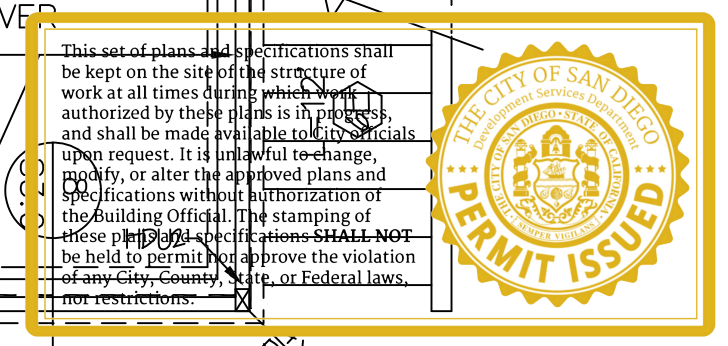 VER
This set of plans and specifications shall
be kept on the site of the structure of
work at all times during which work
authorized by these plans is in progress,
and shall be made available to City officials
upon request. It is unlawful to change,
modify, or alter the approved plans and
specifications without authorization of
the Building Official. The stamping of
these plans and specifications SHALL NOT
be held to permit nor approve the violation
of any City, County, State, or Federal laws,
nor restrictions.
HDU2
THE CITY OF SAN DIEGO
Development Services Department
THE CITY OF SAN DIEGO • STATE OF CALIFORNIA
SEMPER VIGILANS
PERMIT ISSUED